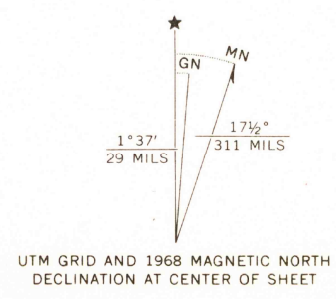 ★
MN
GN
1°37′
29 MILS
17½°
311 MILS
UTM GRID AND 1968 MAGNETIC NORTH
DECLINATION AT CENTER OF SHEET